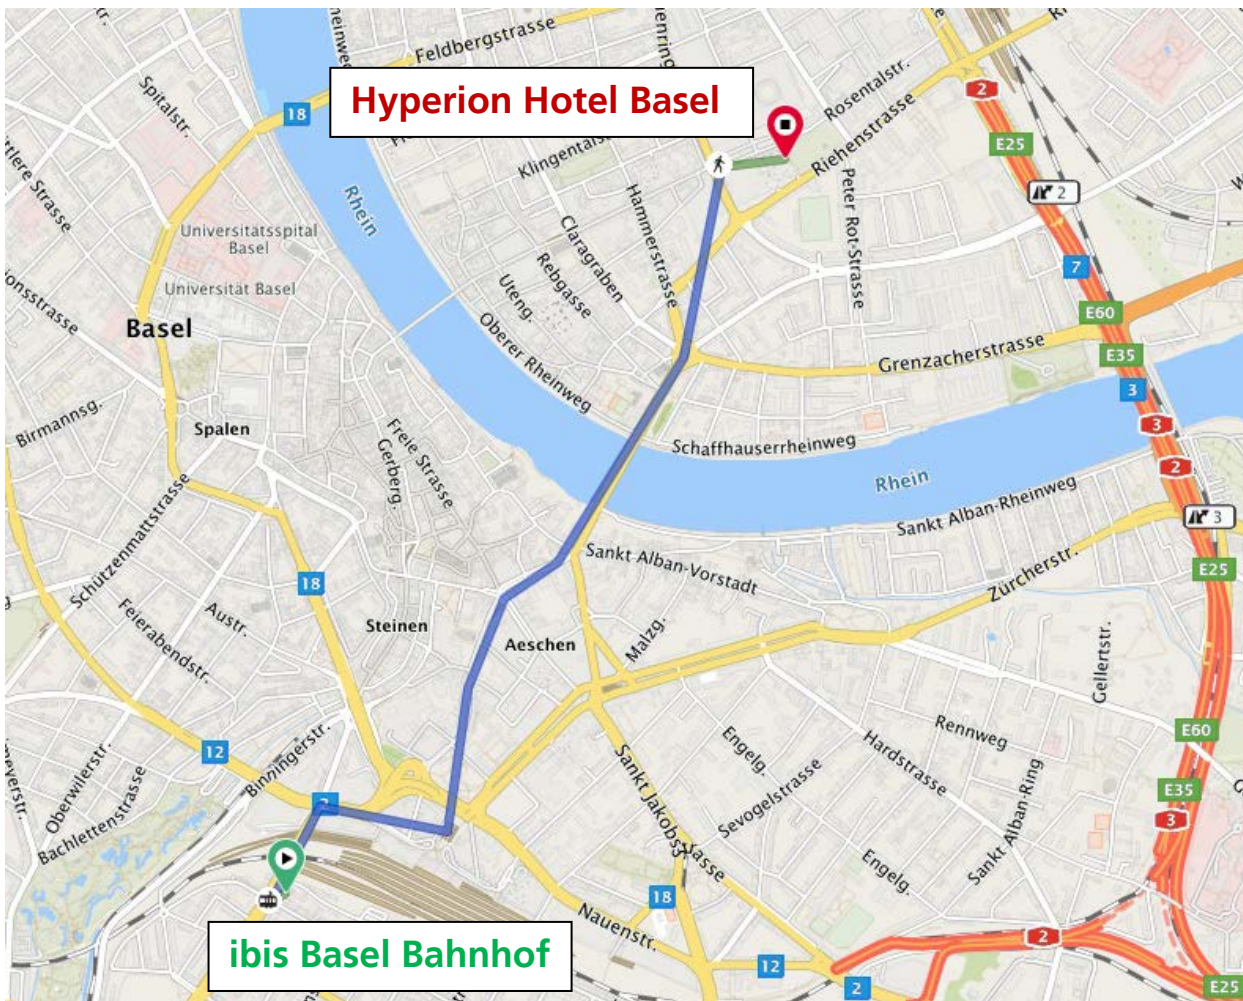 Feldbergstrasse
Hyperion Hotel Basel
Spitalstr.
18
2
Rosentalstr.
E25
Riehenstrasse
Klingentals
2
Rhein
Hammerstrasse
Peter Rot-Strasse
Universitätsspital
Basel
Claragraben
Rebgasse
Uteng.
7
Universität Basel
E60
Basel
Oberer Rheinweg
Grenzacherstrasse
E35
3
Birmannsg.
Spalen
Freie Strasse
Gerberg.
Schaffhauserrheinweg
3
2
Rhein
Sankt Alban-Rheinweg
3
Schützenmattstrasse
Sankt Alban-Vorstadt
Zürcherstr.
E25
18
Feierabendstr.
Austr.
Steinen
Aeschen
Malzg.
Gellertstr.
Rennweg
E60
12
Binningerstr.
Engelg.
Hardstrasse
Oberwilerstr.
Bachlettenstrasse
Sankt Jakobs-Strasse
Sevogelstrasse
Sankt Alban-Ring
E35
3
Engelg.
18
Nauenstr.
2
ibis Basel Bahnhof
12
2
E25